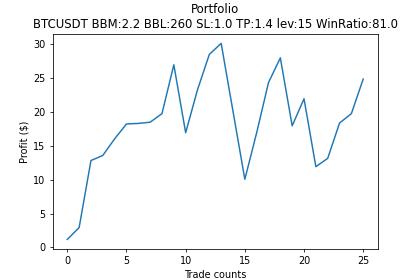 Portfolio
BTCUSDT BBM:2.2 BBL:260 SL:1.0 TP:1.4 lev:15 WinRatio:81.0
30
25
20
15
10
5
0
Profit ($)
0 5 10 15 20 25
Trade counts